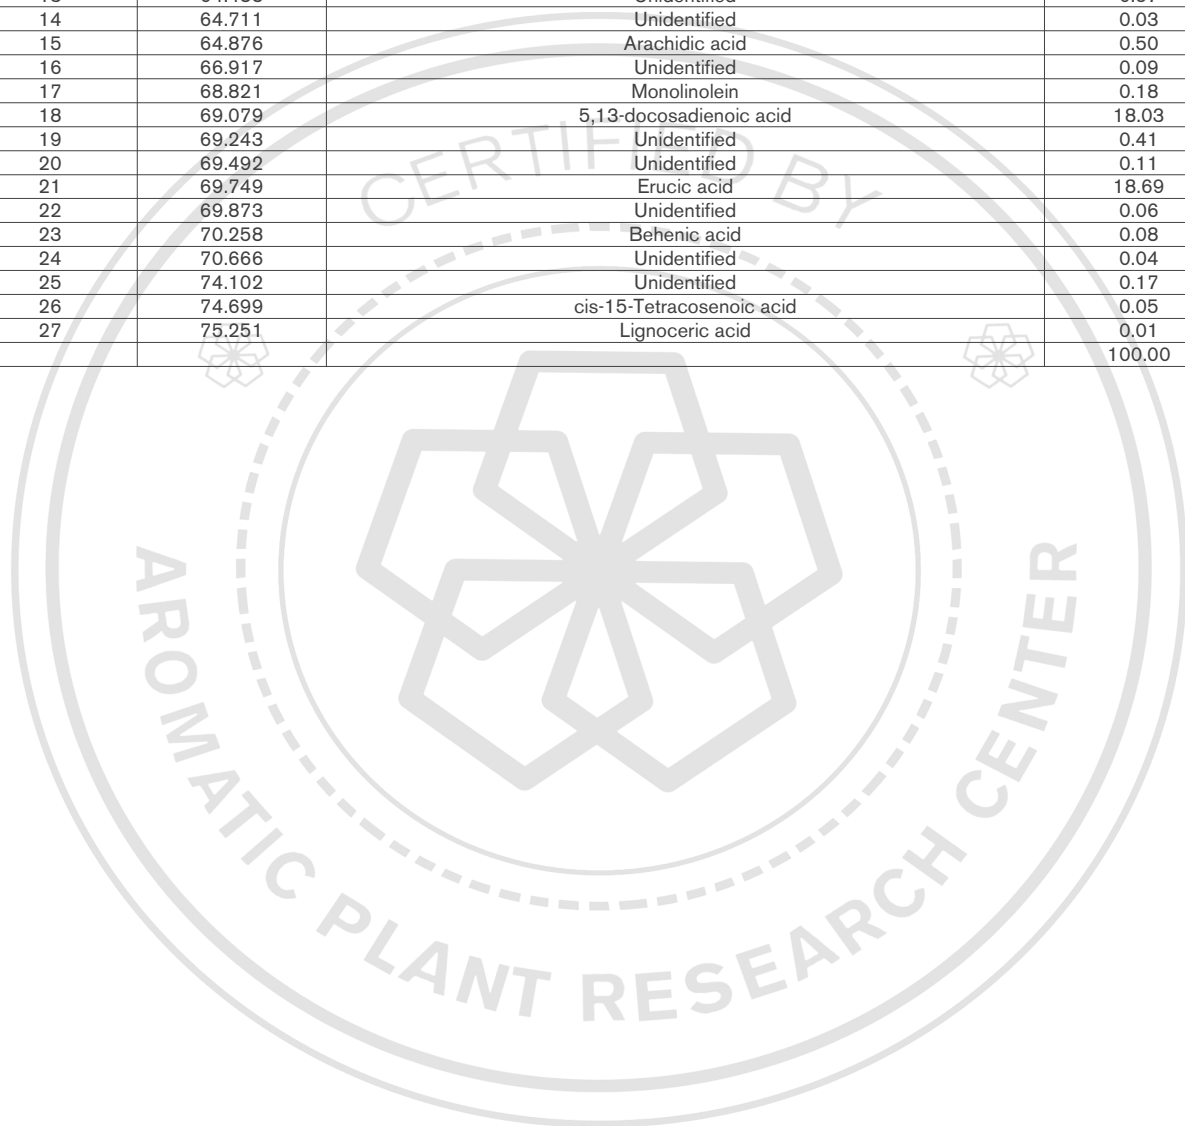 14 64.711 Unidentified 0.03
15 64.876 Arachidic acid 0.50
16 66.917 Unidentified 0.09
17 68.821 Monolinolein 0.18
18 69.079 5,13-docosadienoic acid 18.03
19 69.243 Unidentified 0.41
20 69.492 Unidentified 0.11
21 69.749 Erucic acid 18.69
22 69.873 Unidentified 0.06
23 70.258 Behenic acid 0.08
24 70.666 Unidentified 0.04
25 74.102 Unidentified 0.17
26 74.699 cis-15-Tetracosenoic acid 0.05
27 75.251 Lignoceric acid 0.01
100.00
CERTIFIED BY
AROMATIC PLANT RESEARCH CENTER